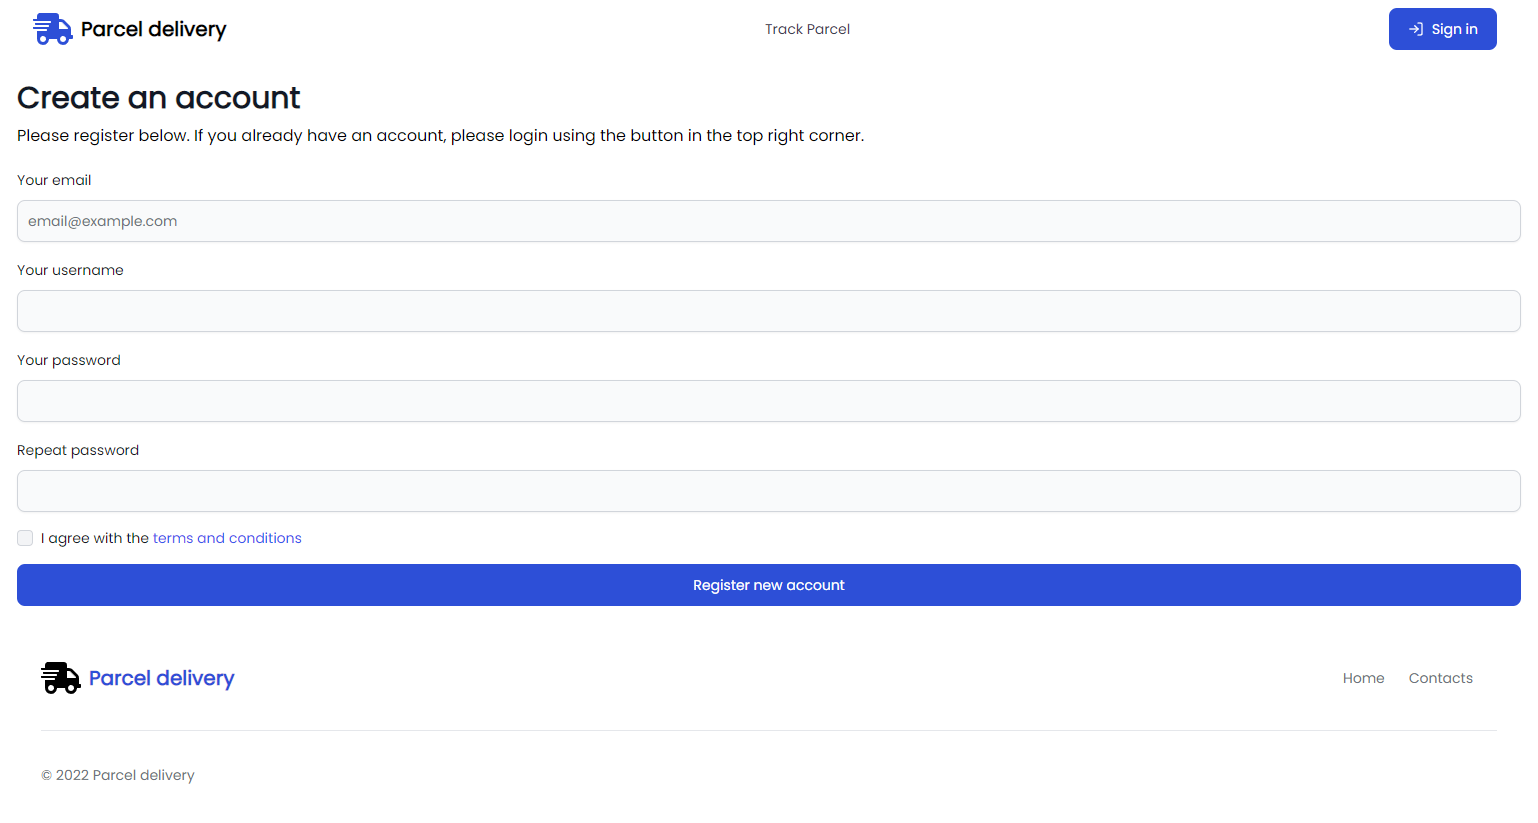 Parcel delivery
Track Parcel
Sign in
Create an account
Please register below. If you already have an account, please login using the button in the top right corner.
Your email
email@example.com
Your username
Your password
Repeat password
I agree with the terms and conditions
Register new account
Parcel delivery
Home
Contacts
© 2022 Parcel delivery